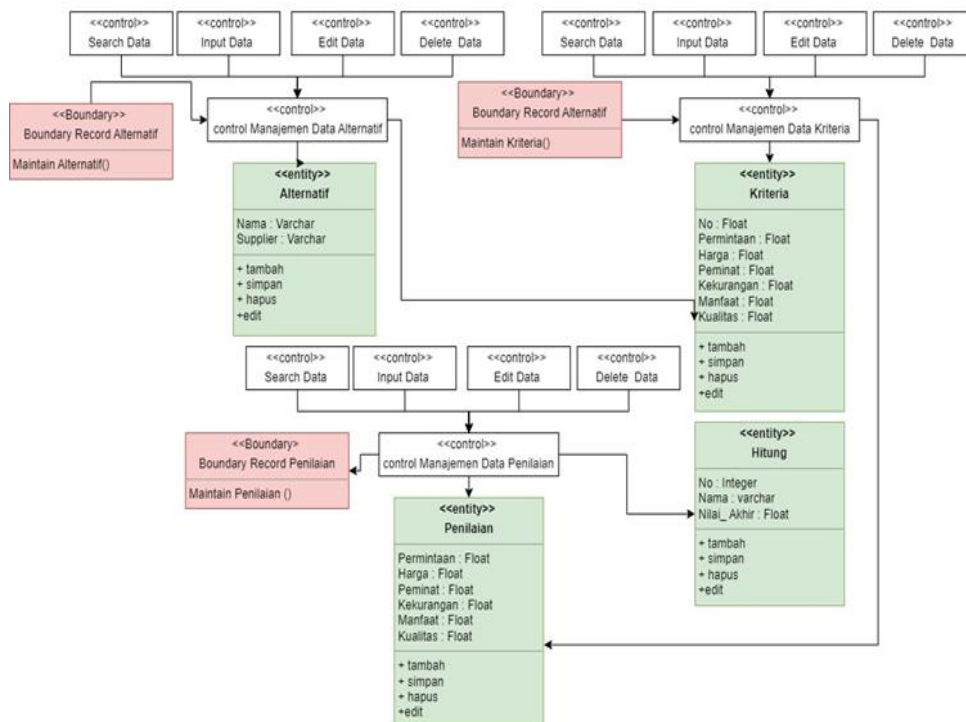 <<control>>
Search Data
<<control>>
Input Data
<<control>>
Edit Data
<<control>>
Delete Data
<<control>>
Search Data
<<control>>
Input Data
<<control>>
Edit Data
<<control>>
Delete Data
<<Boundary>>
Boundary Record Alternatif
Maintain Alternatif()
<<control>>
control Manajemen Data Alternatif
<<Boundary>>
Boundary Record Alternatif
Maintain Kriteria()
<<control>>
control Manajemen Data Kriteria
<<entity>>
Alternatif
Nama : Varchar
Supplier : Varchar
+ tambah
+ simpan
+ hapus
+edit
<<entity>>
Kriteria
No : Float
Permintaan : Float
Harga : Float
Peminat : Float
Kekurangan : Float
Manfaat : Float
Kualitas : Float
+ tambah
+ simpan
+ hapus
+edit
<<control>>
Search Data
<<control>>
Input Data
<<control>>
Edit Data
<<control>>
Delete Data
<<Boundary>
Boundary Record Penilaian
Maintain Penilaian ()
<<control>>
control Manajemen Data Penilaian
<<entity>>
Hitung
No : Integer
Nama : varchar
Nilai_ Akhir : Float
+ tambah
+ simpan
+ hapus
+edit
<<entity>>
Penilaian
Permintaan : Float
Harga : Float
Peminat : Float
Kekurangan : Float
Manfaat : Float
Kualitas : Float
+ tambah
+ simpan
+ hapus
+edit